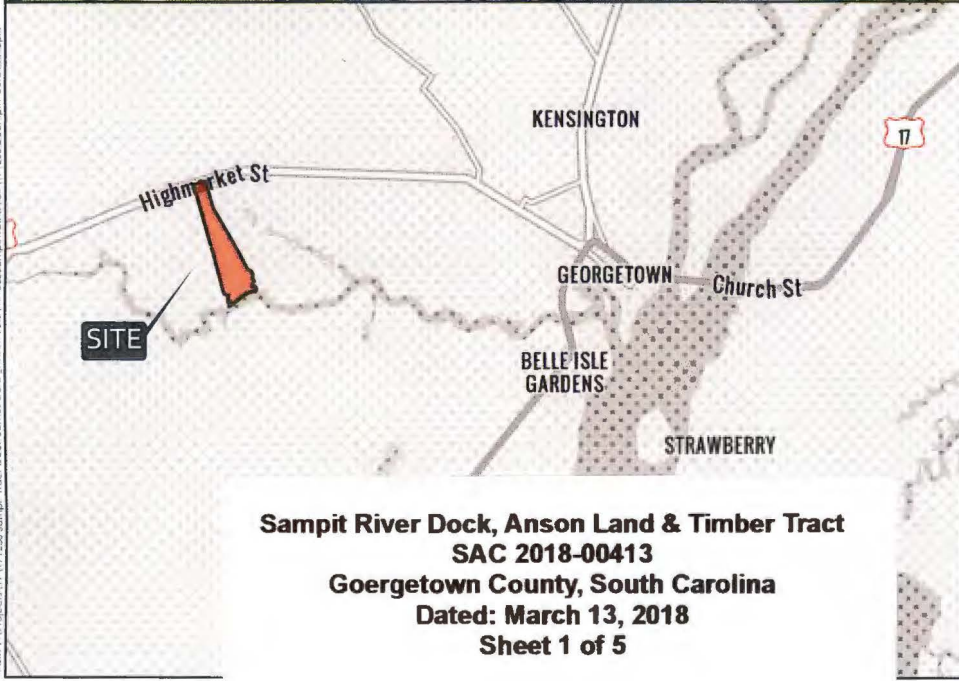 KENSINGTON
17
Highmarket St
GEORGETOWN
Church St
SITE
BELLE ISLE
GARDENS
STRAWBERRY
Sampit River Dock, Anson Land & Timber Tract
SAC 2018-00413
Goergetown County, South Carolina
Dated: March 13, 2018
Sheet 1 of 5